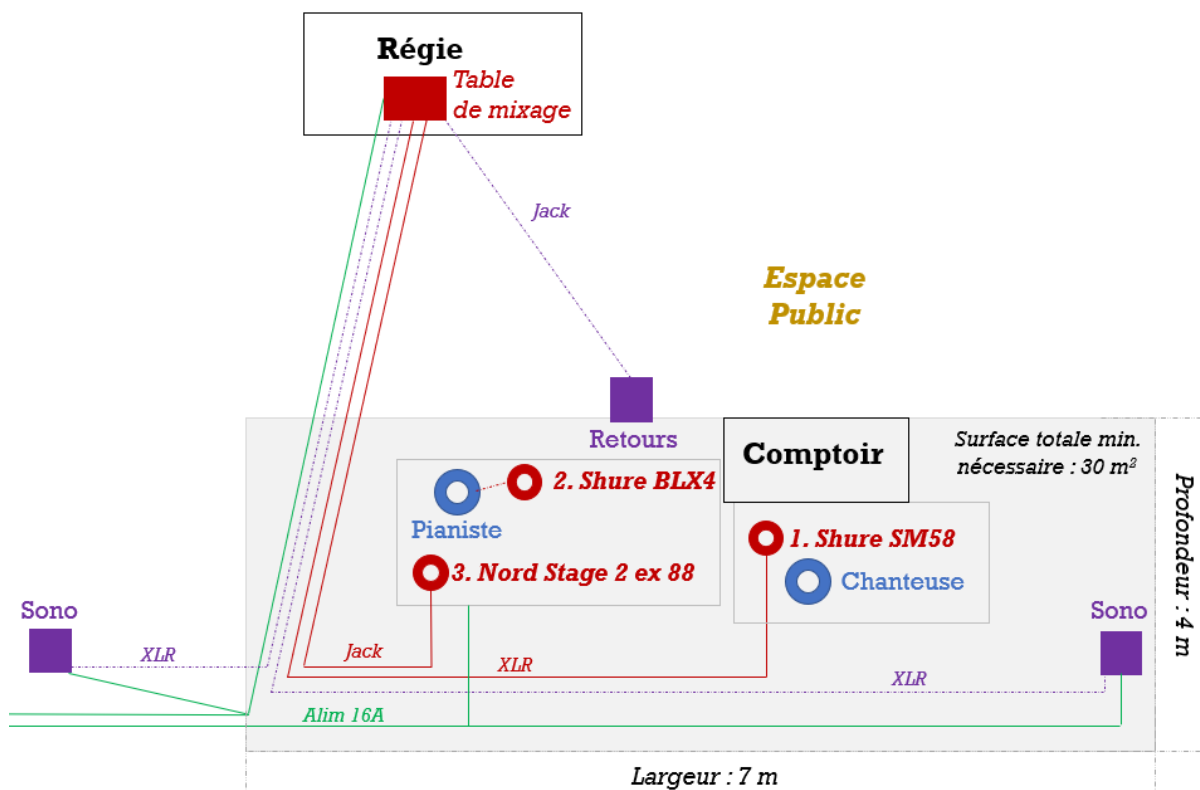 Régie
Table
de mixage
Jack
Espace
Public
Retours
Comptoir
Surface totale min.
nécessaire : 30 m²
2. Shure BLX4
Pianiste
1. Shure SM58
3. Nord Stage 2 ex 88
Chanteuse
Profondeur : 4 m
Sono
Sono
XLR
Jack
XLR
XLR
Alim 16A
Largeur : 7 m